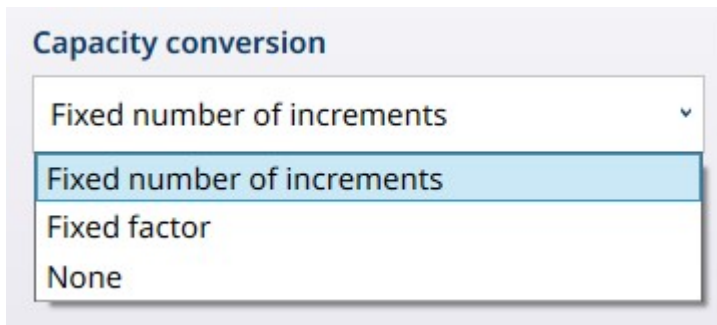 Capacity conversion
Fixed number of increments
Fixed number of increments
Fixed factor
None